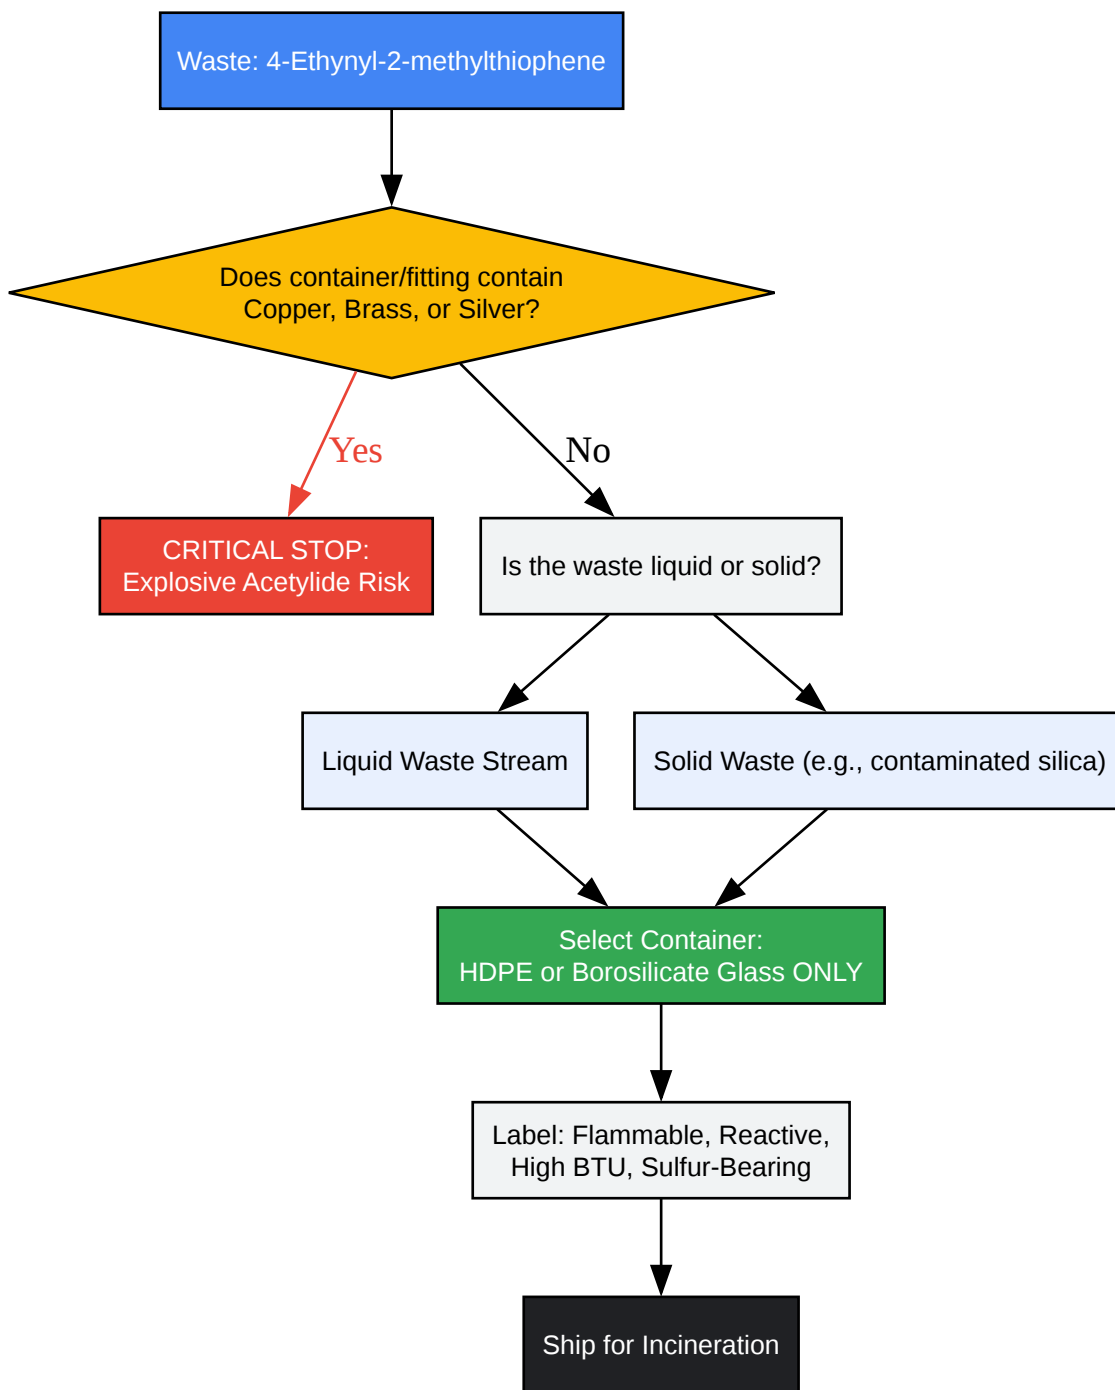 Waste: 4-Ethynyl-2-methylthiophene
Does container/fitting contain
Copper, Brass, or Silver?
Yes
No
CRITICAL STOP:
Explosive Acetylide Risk
Is the waste liquid or solid?
Liquid Waste Stream
Solid Waste (e.g., contaminated silica)
Select Container:
HDPE or Borosilicate Glass ONLY
Label: Flammable, Reactive,
High BTU, Sulfur-Bearing
Ship for Incineration